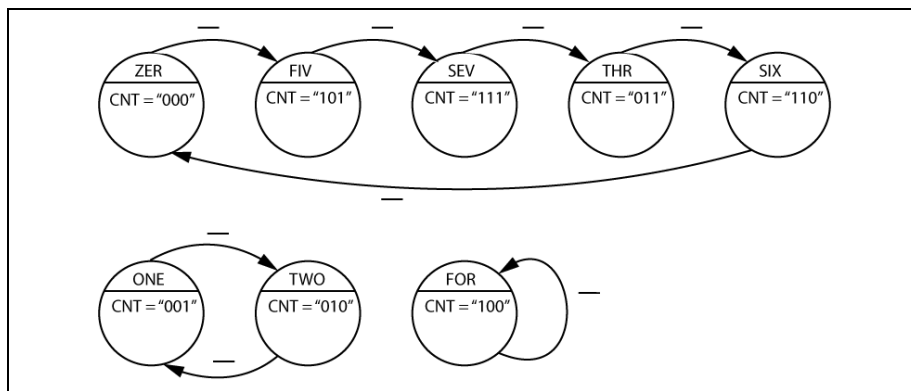 — — — —
ZER FIV SEV THR SIX
CNT = “000” CNT = “101” CNT = “111” CNT = “011” CNT = “110”
—
—
ONE TWO FOR
CNT = “001” CNT = “010” CNT = “100” —
—